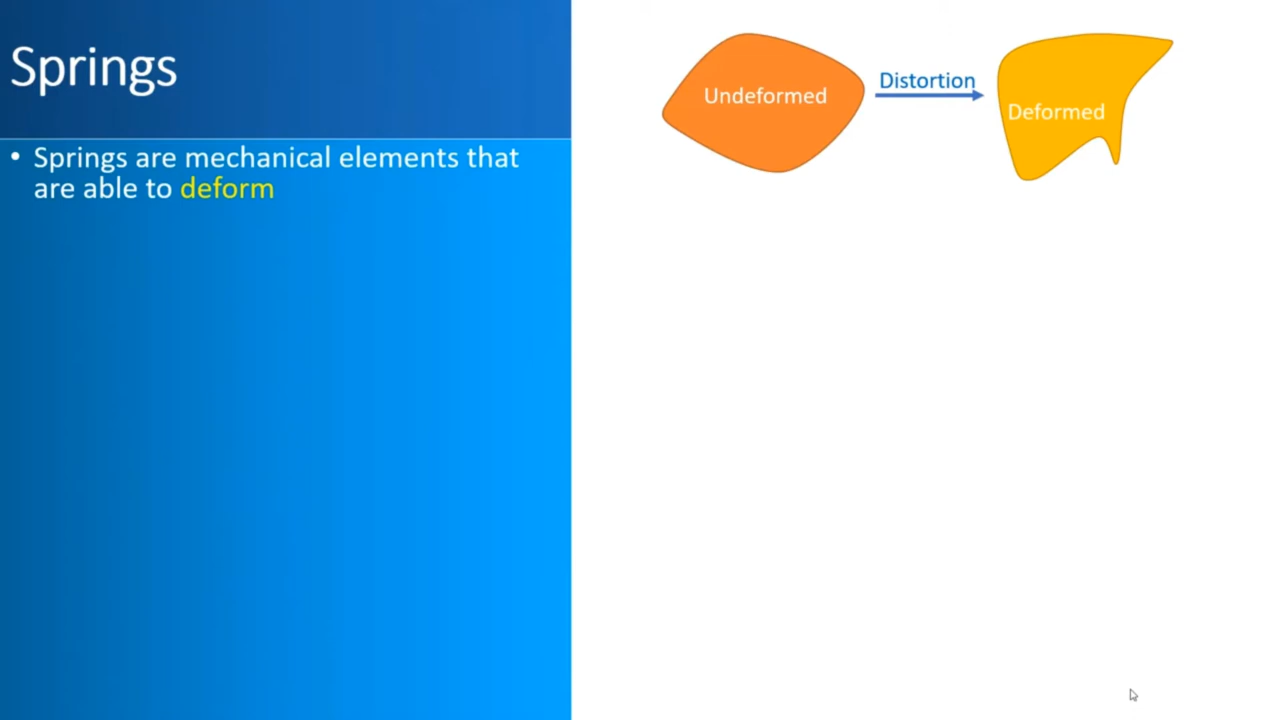 Springs
• Springs are mechanical elements that
are able to deform
Undeformed
Distortion
Deformed